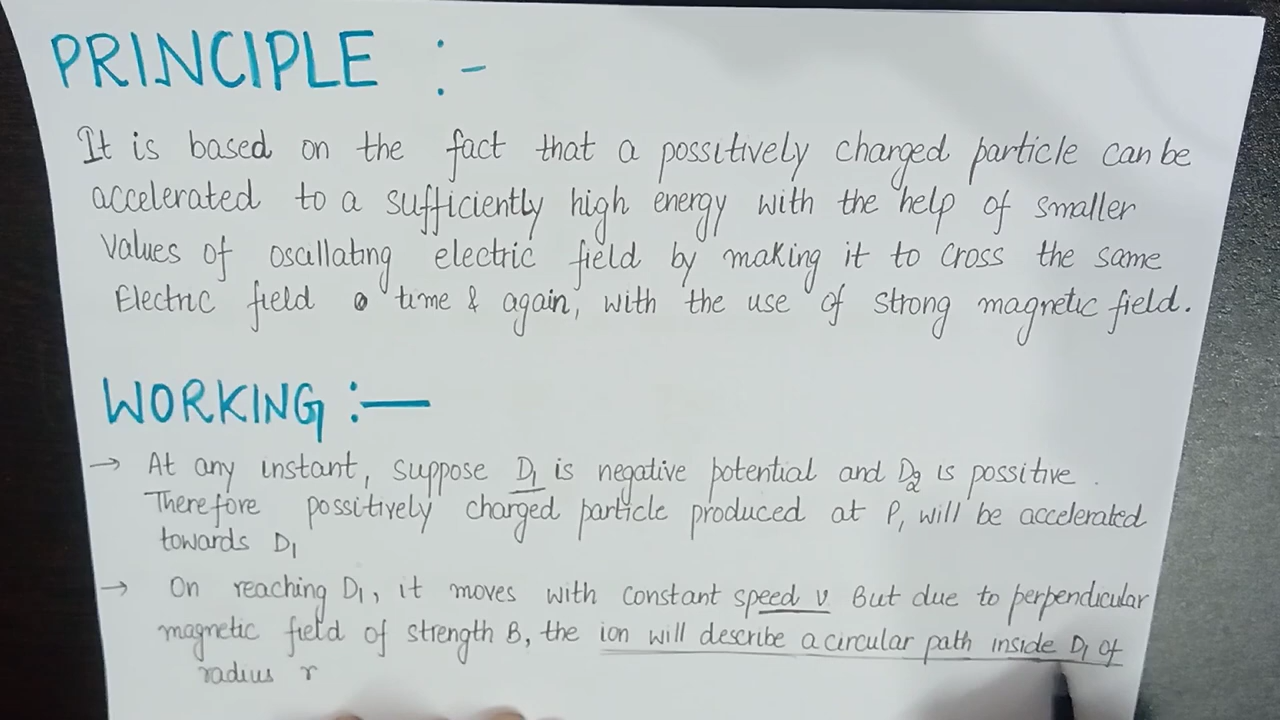 PRINCIPLE :-
It is based on the fact that a possitively charged particle can be
accelerated to a sufficiently high energy with the help of smaller
values of oscillating electric field by making it to cross the same
Electric field time & again, with the use of strong magnetic field.
WORKING :—
→ At any instant, suppose D1 is negative potential and D2 is possitive.
Therefore possitively charged particle produced at P, will be accelerated
towards D1
→ On reaching D1, it moves with constant speed v. But due to perpendicular
magnetic field of strength B, the ion will describe a circular path inside D1 of
radius r